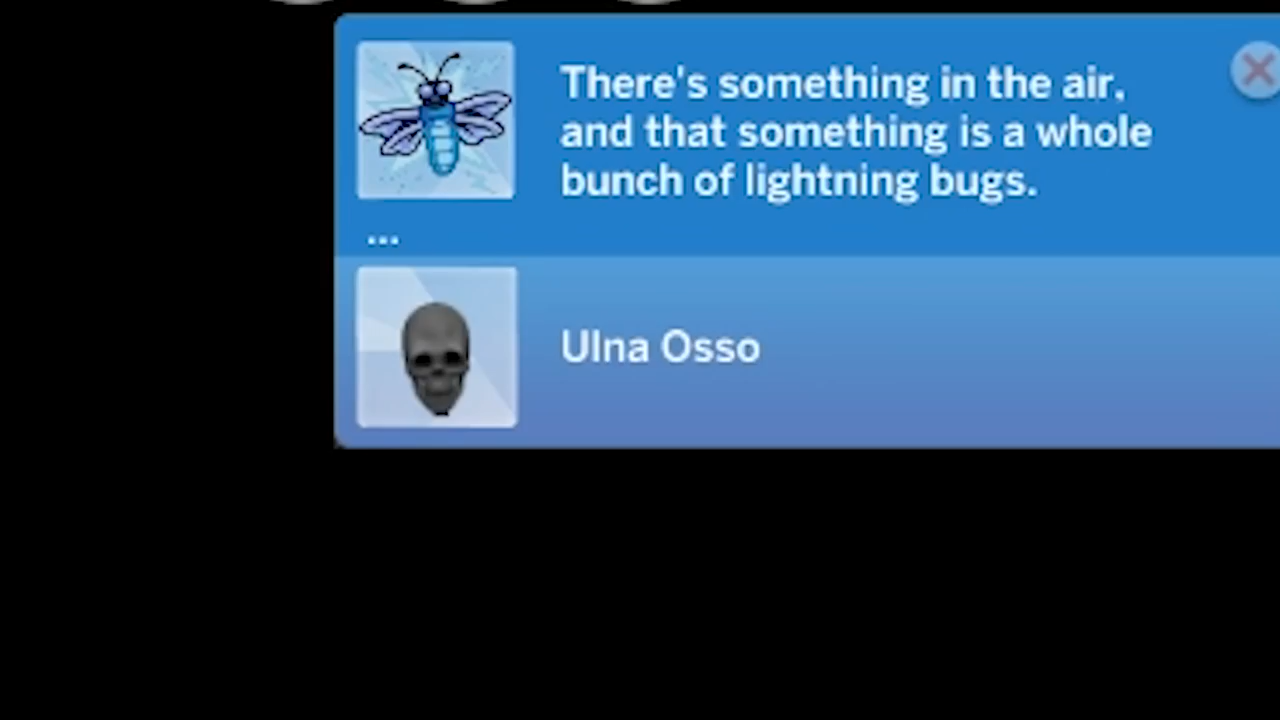 There's something in the air,
and that something is a whole
bunch of lightning bugs.
...
Ulna Osso